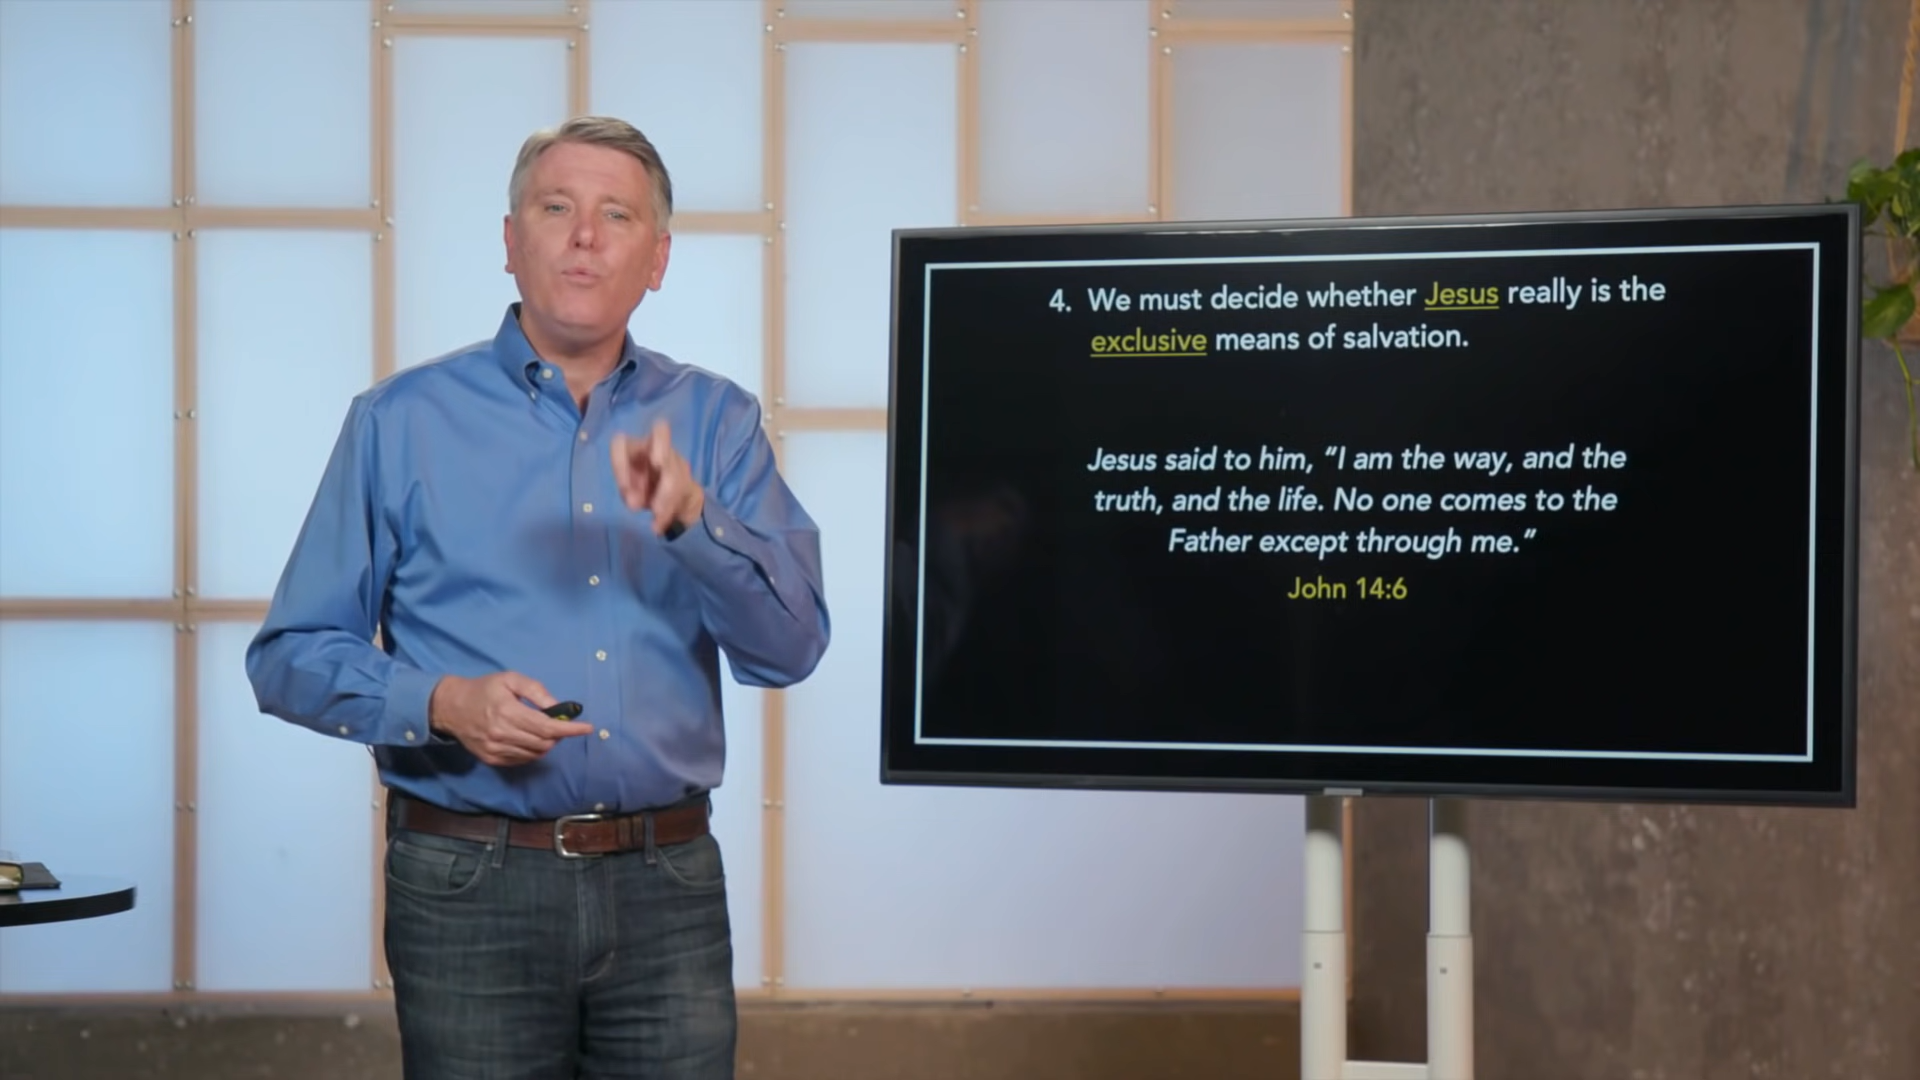 4. We must decide whether Jesus really is the
exclusive means of salvation.
Jesus said to him, “I am the way, and the
truth, and the life. No one comes to the
Father except through me.”
John 14:6